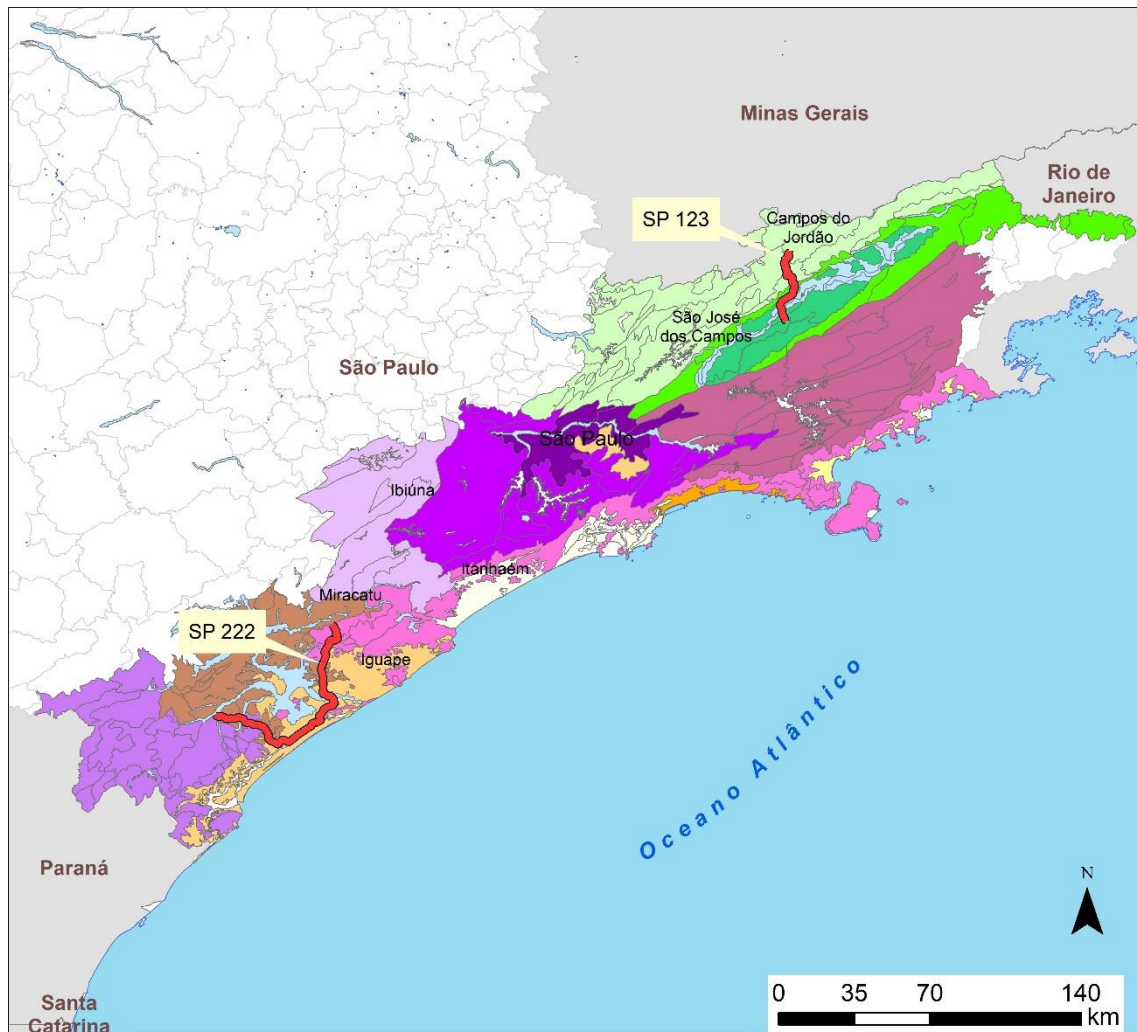 Minas Gerais
Rio de
Janeiro
SP 123
Campos do
Jordão
São José
dos Campos
São Paulo
São Paulo
Ibiúna
Itanhaém
Miracatu
SP 222
Iguape
Oceano Atlântico
Paraná
N
Santa
Catarina
0 35 70 140
km